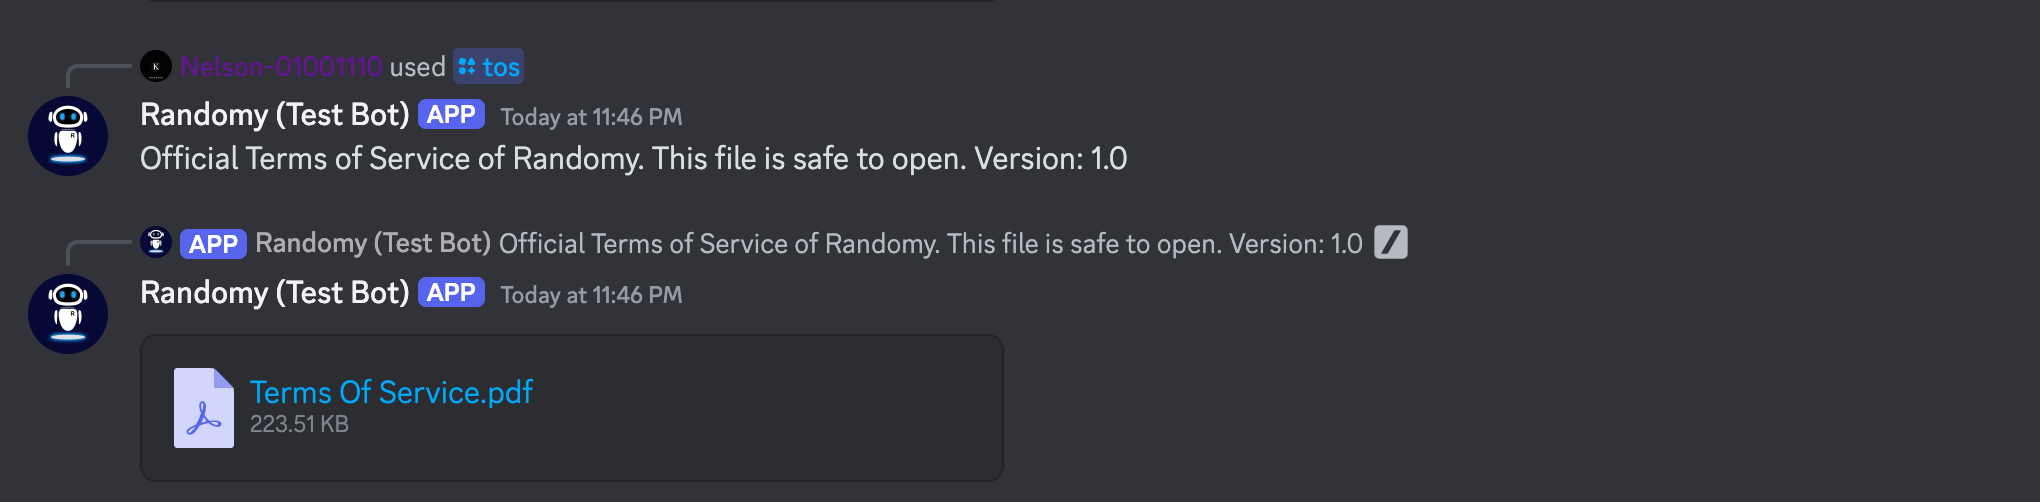 Nelson-01001110 used tos
Randomy (Test Bot) APP Today at 11:46 PM
Official Terms of Service of Randomy. This file is safe to open. Version: 1.0
APP Randomy (Test Bot) Official Terms of Service of Randomy. This file is safe to open. Version: 1.0
Randomy (Test Bot) APP Today at 11:46 PM
Terms Of Service.pdf
223.51 KB